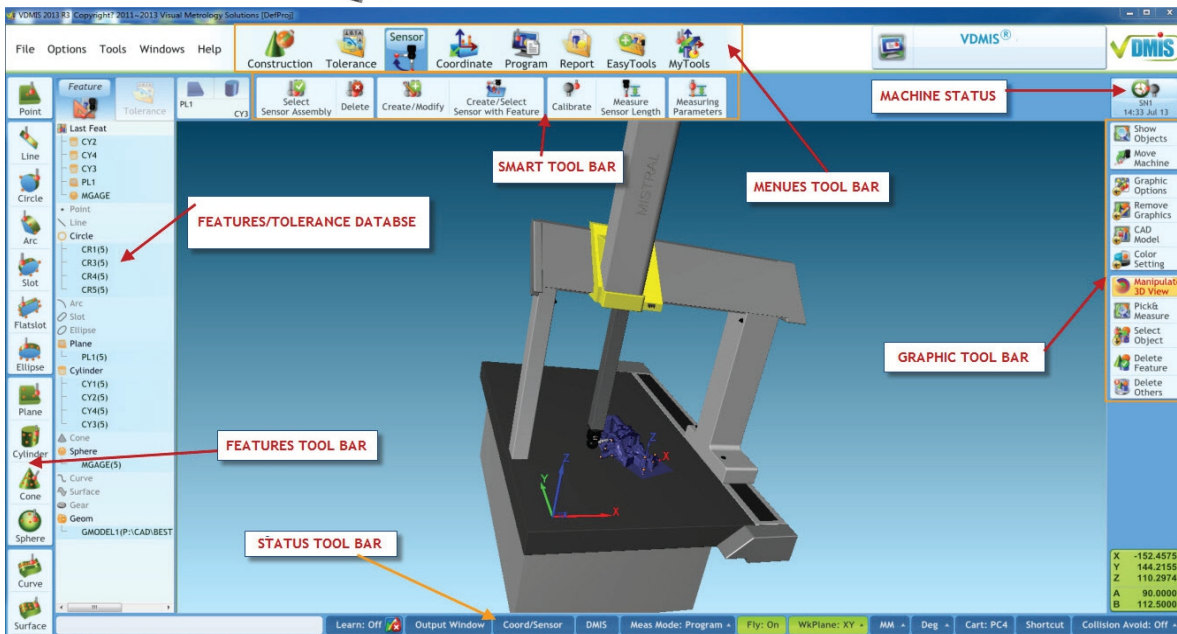 VDMIS 2013 R3 Copyright? 2011~2013 Visual Metrology Solutions [DefProj]
File Options Tools Windows Help
Construction Tolerance Sensor Coordinate Program Report EasyTools MyTools
VDMIS®
VDMIS
Point
Line
Circle
Arc
Slot
Flatslot
Ellipse
Plane
Cylinder
Cone
Sphere
Curve
Surface
Feature
Tolerance
PL1
CY3
Select
Sensor Assembly
Delete
Create/Modify
Create/Select
Sensor with Feature
Calibrate
Measure
Sensor Length
Measuring
Parameters
MACHINE STATUS
SN1
14:33 Jul 13
Last Feat
CY2
CY4
CY3
PL1
MGAGE
Point
Line
Circle
CR1(5)
CR3(5)
CR4(5)
CR5(5)
Arc
Slot
Ellipse
Plane
PL1(5)
Cylinder
CY1(5)
CY2(5)
CY4(5)
CY3(5)
Cone
Sphere
MGAGE(5)
Curve
Surface
Gear
Geom
GMODEL1(P:\CAD\BEST
SMART TOOL BAR
MENUES TOOL BAR
FEATURES/TOLERANCE DATABSE
GRAPHIC TOOL BAR
FEATURES TOOL BAR
STATUS TOOL BAR
MISTRAL
Z
Y
X
Z
X
Show
Objects
Move
Machine
Graphic
Options
Remove
Graphics
CAD
Model
Color
Setting
Manipulat
3D View
Pick&
Measure
Select
Object
Delete
Feature
Delete
Others
X -152.4575
Y 144.2155
Z 110.2974
A 90.0000
B 112.5000
Learn: Off Output Window Coord/Sensor DMIS Meas Mode: Program Fly: On WkPlane: XY MM Deg Cart: PC4 Shortcut Collision Avoid: Off